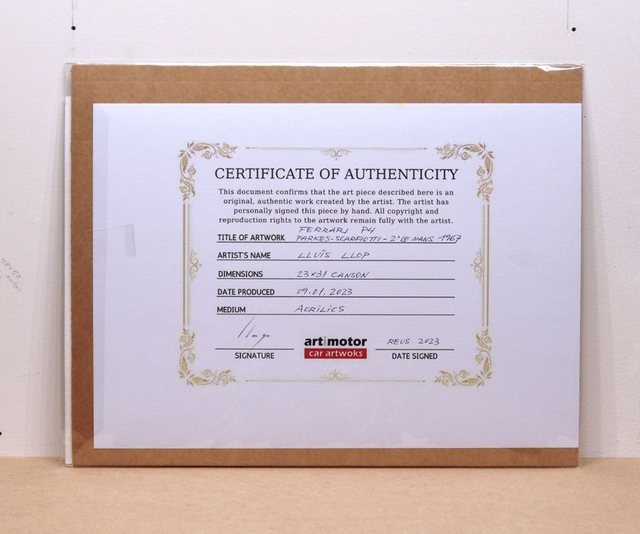 CERTIFICATE OF AUTHENTICITY
This document confirms that the art piece described here is an
original, authentic work created by the artist. The artist has
personally signed this piece by hand. All copyright and
reproduction rights to the artwork remain fully with the artist.
FERRARI P4
TITLE OF ARTWORK PARKES-SCARFIOTTI - 2º LE MANS 1967
ARTIST'S NAME LLUÍS LLOP
DIMENSIONS 23x31 CANSON
DATE PRODUCED 09.01.2023
MEDIUM ACRILICS
Llop
artimotor
car artwoks
REUS 2023
SIGNATURE
DATE SIGNED